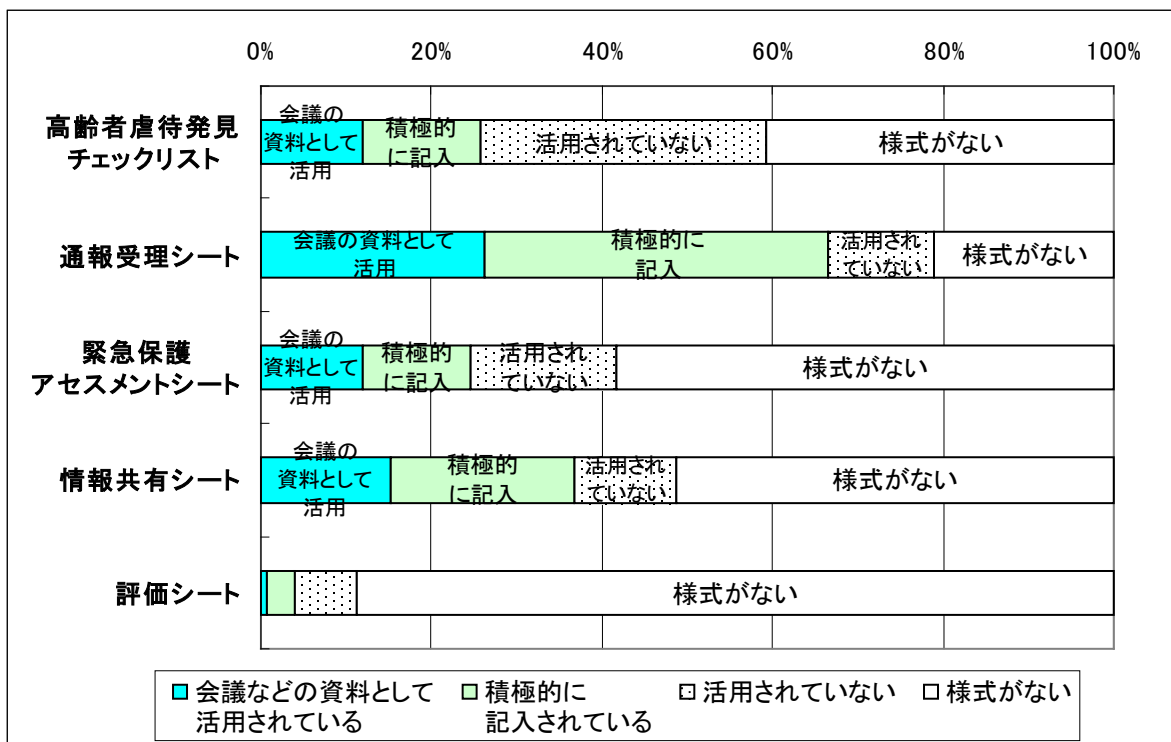 0% 20% 40% 60% 80% 100%
高齢者虐待発見
チェックリスト
会議の
資料として
活用
積極的
に記入
活用されていない
様式がない
通報受理シート
会議の資料として
活用
積極的に
記入
活用され
ていない
様式がない
緊急保護
アセスメントシート
会議の
資料として
活用
積極的
に記入
活用され
ていない
様式がない
情報共有シート
会議の
資料として
活用
積極的
に記入
活用され
ていない
様式がない
評価シート
様式がない
会議などの資料として
活用されている
積極的に
記入されている
活用されていない
様式がない